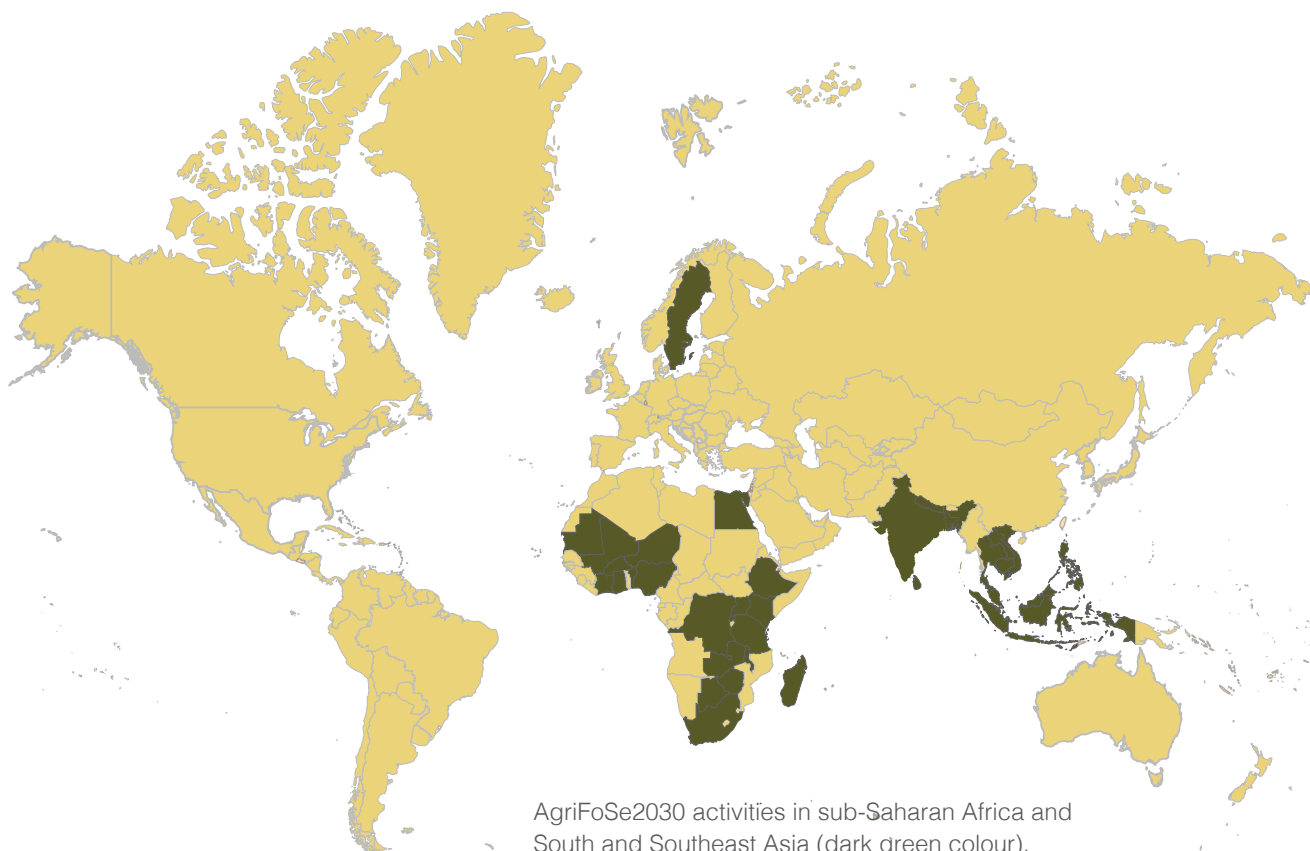 AgriFoSe2030 activities in sub-Saharan Africa and
South and Southeast Asia (dark green colour).